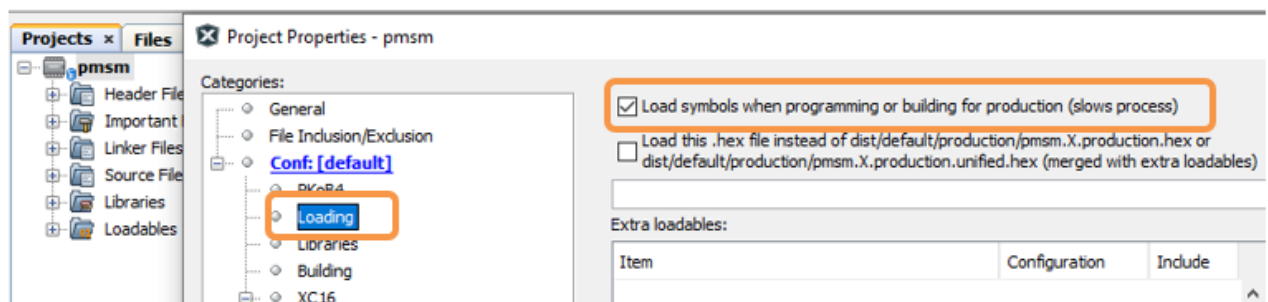 Projects × Files
Project Properties - pmsm
pmsm
Header File
Important
Linker Files
Source File
Libraries
Loadables
Categories:
General
File Inclusion/Exclusion
Conf: [default]
PKoB4
Loading
Libraries
Building
XC16
Load symbols when programming or building for production (slows process)
Load this .hex file instead of dist/default/production/pmsm.X.production.hex or
dist/default/production/pmsm.X.production.unified.hex (merged with extra loadables)
Extra loadables:
Item Configuration Include